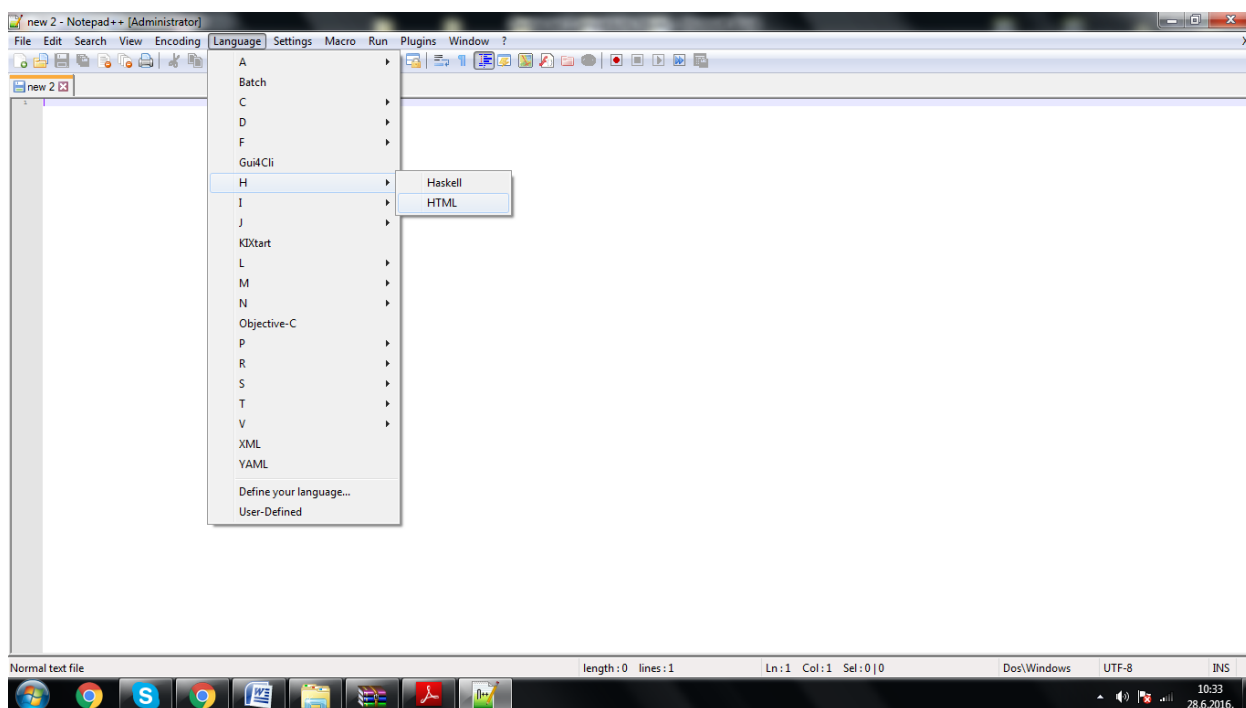 new 2 - Notepad++ [Administrator]
File Edit Search View Encoding Language Settings Macro Run Plugins Window ?
new 2
1
A
Batch
C
D
F
Gui4Cli
H
Haskell
I
HTML
J
KIXtart
L
M
N
Objective-C
P
R
S
T
V
XML
YAML
Define your language...
User-Defined
Normal text file length : 0 lines : 1 Ln : 1 Col : 1 Sel : 0 | 0 Dos\Windows UTF-8 INS
10:33
28.6.2016.